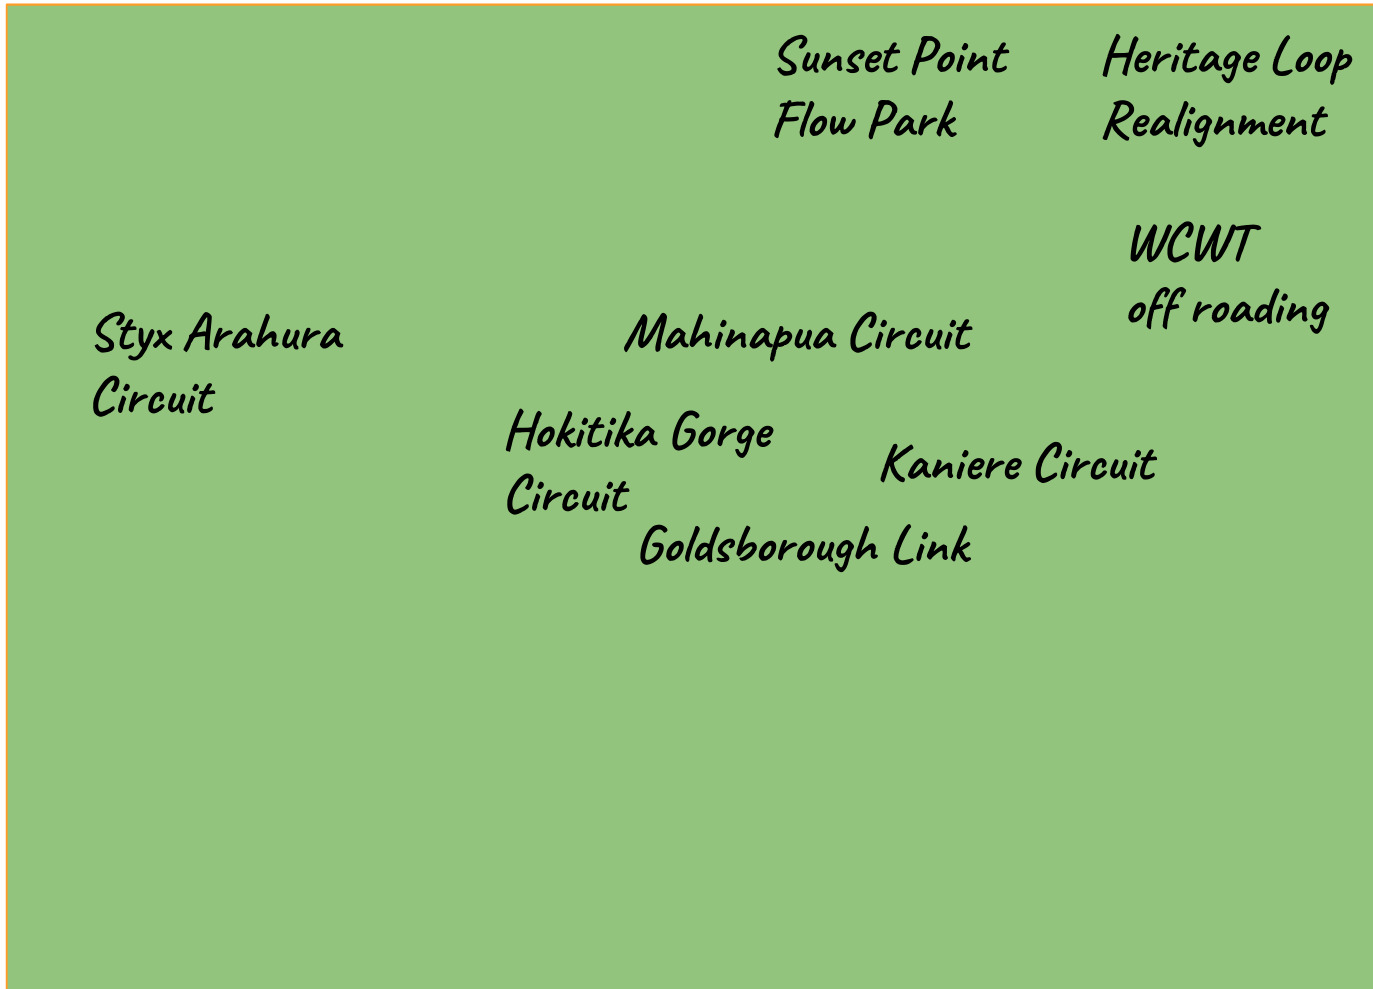 Sunset Point
Flow Park
Heritage Loop
Realignment
WCWT
off roading
Styx Arahura
Circuit
Mahinapua Circuit
Hokitika Gorge
Circuit
Kaniere Circuit
Goldsborough Link